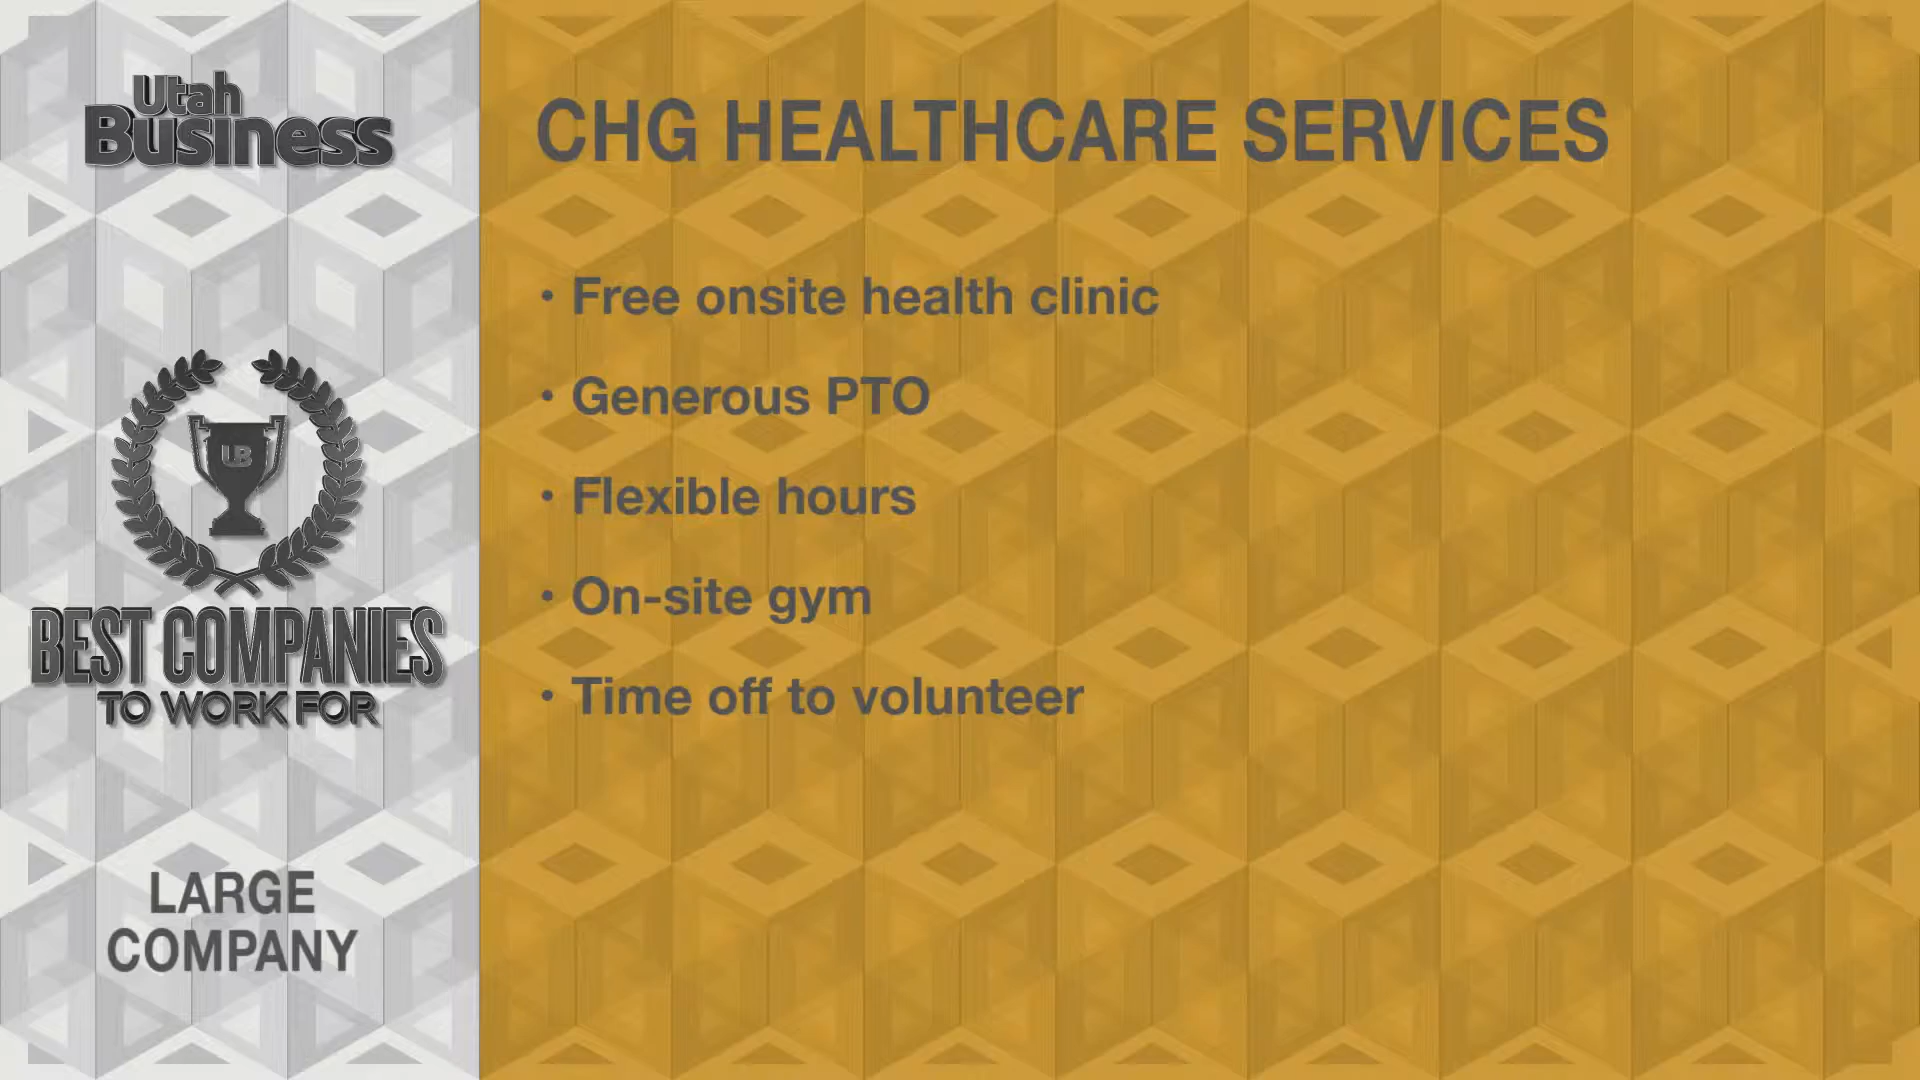 Utah
Business
UB
BEST COMPANIES
TO WORK FOR
LARGE
COMPANY
CHG HEALTHCARE SERVICES
• Free onsite health clinic
• Generous PTO
• Flexible hours
• On-site gym
• Time off to volunteer